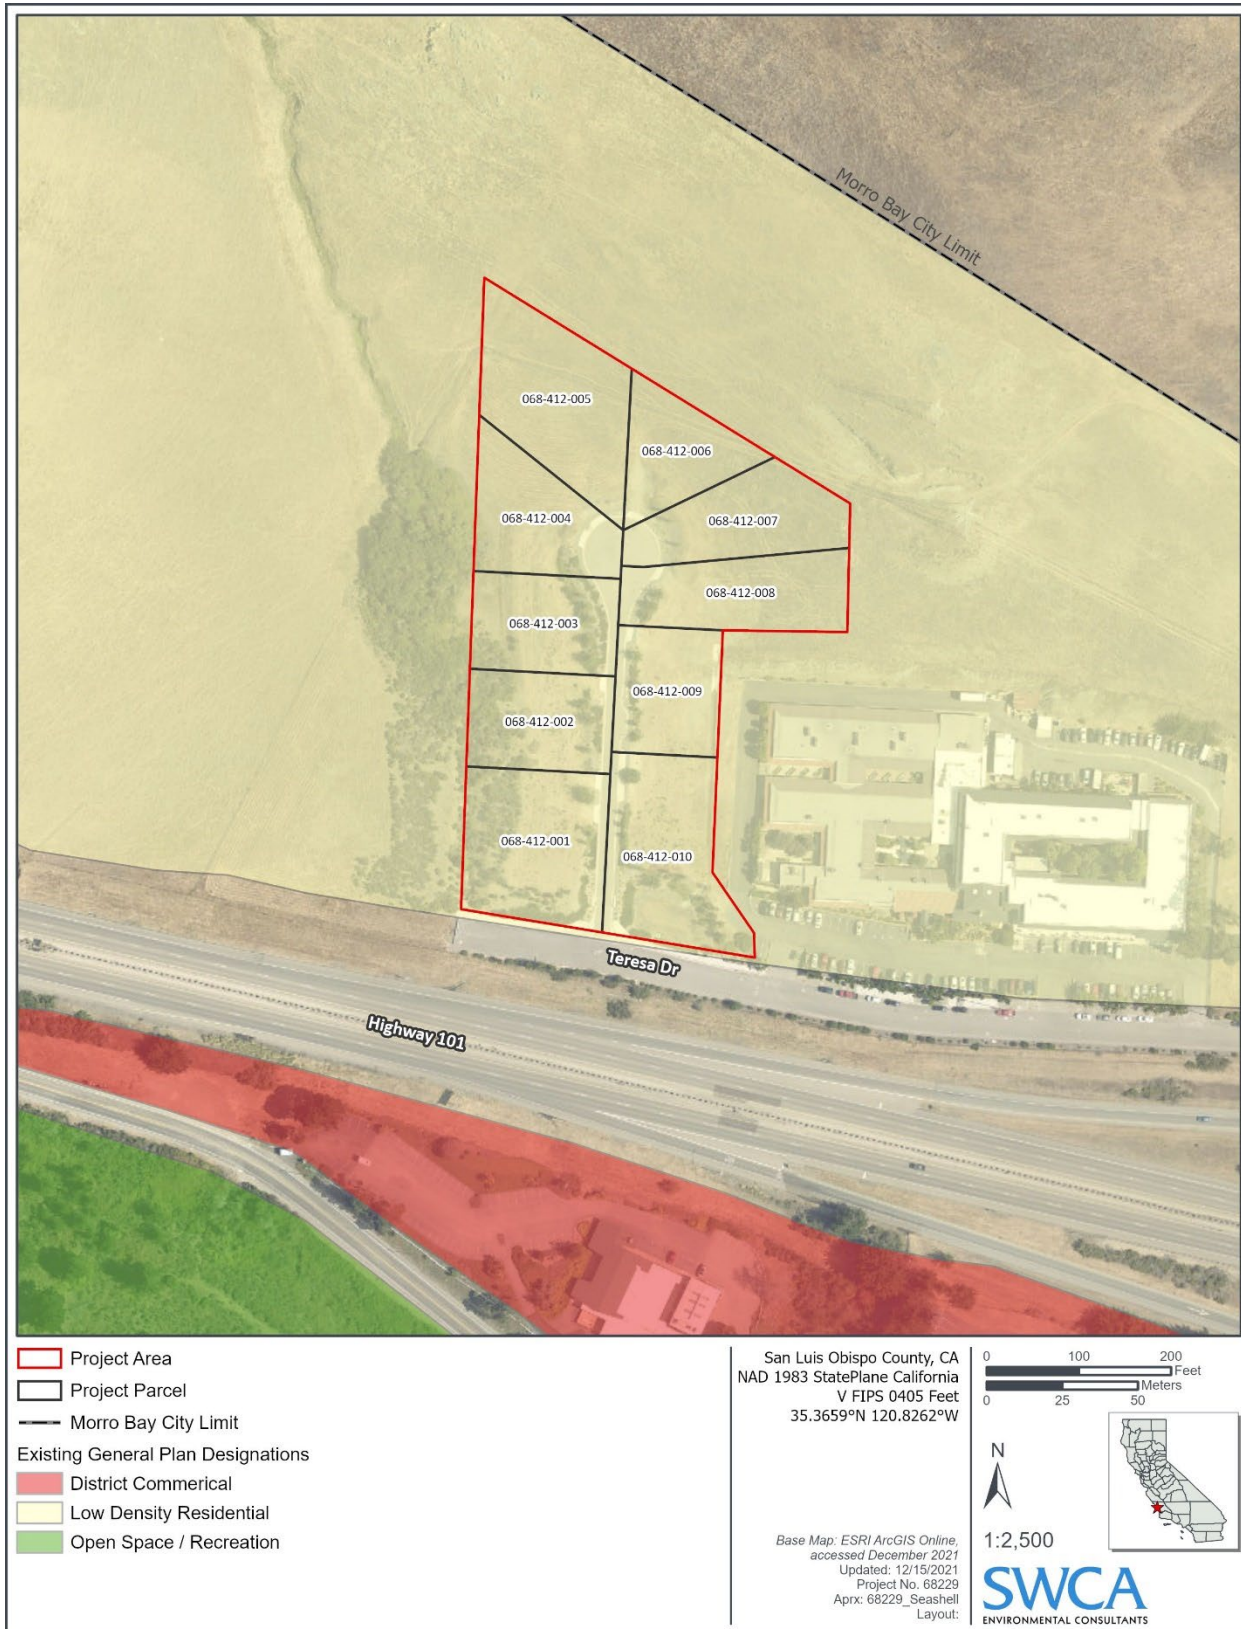 Morro Bay City Limit
068-412-005
068-412-006
068-412-004
068-412-007
068-412-008
068-412-003
068-412-009
068-412-002
068-412-001
068-412-010
Teresa Dr
Highway 101
Project Area
Project Parcel
Morro Bay City Limit
Existing General Plan Designations
District Commerical
Low Density Residential
Open Space / Recreation
San Luis Obispo County, CA
NAD 1983 StatePlane California
V FIPS 0405 Feet
35.3659°N 120.8262°W
Base Map: ESRI ArcGIS Online,
accessed December 2021
Updated: 12/15/2021
Project No. 68229
Aprx: 68229_Seashell
Layout:
0 100 200
Feet
Meters
0 25 50
N
1:2,500
SWCA
ENVIRONMENTAL CONSULTANTS